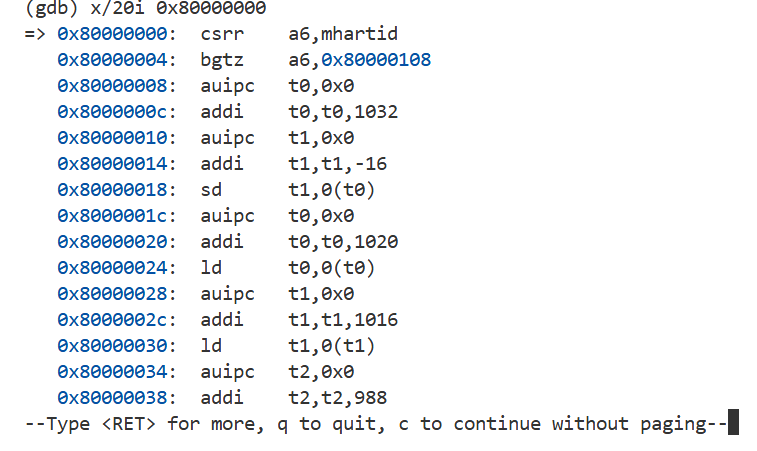 (gdb) x/20i 0x80000000
=> 0x80000000: csrr a6,mhartid
0x80000004: bgtz a6,0x80000108
0x80000008: auipc t0,0x0
0x8000000c: addi t0,t0,1032
0x80000010: auipc t1,0x0
0x80000014: addi t1,t1,-16
0x80000018: sd t1,0(t0)
0x8000001c: auipc t0,0x0
0x80000020: addi t0,t0,1020
0x80000024: ld t0,0(t0)
0x80000028: auipc t1,0x0
0x8000002c: addi t1,t1,1016
0x80000030: ld t1,0(t1)
0x80000034: auipc t2,0x0
0x80000038: addi t2,t2,988
--Type <RET> for more, q to quit, c to continue without paging--